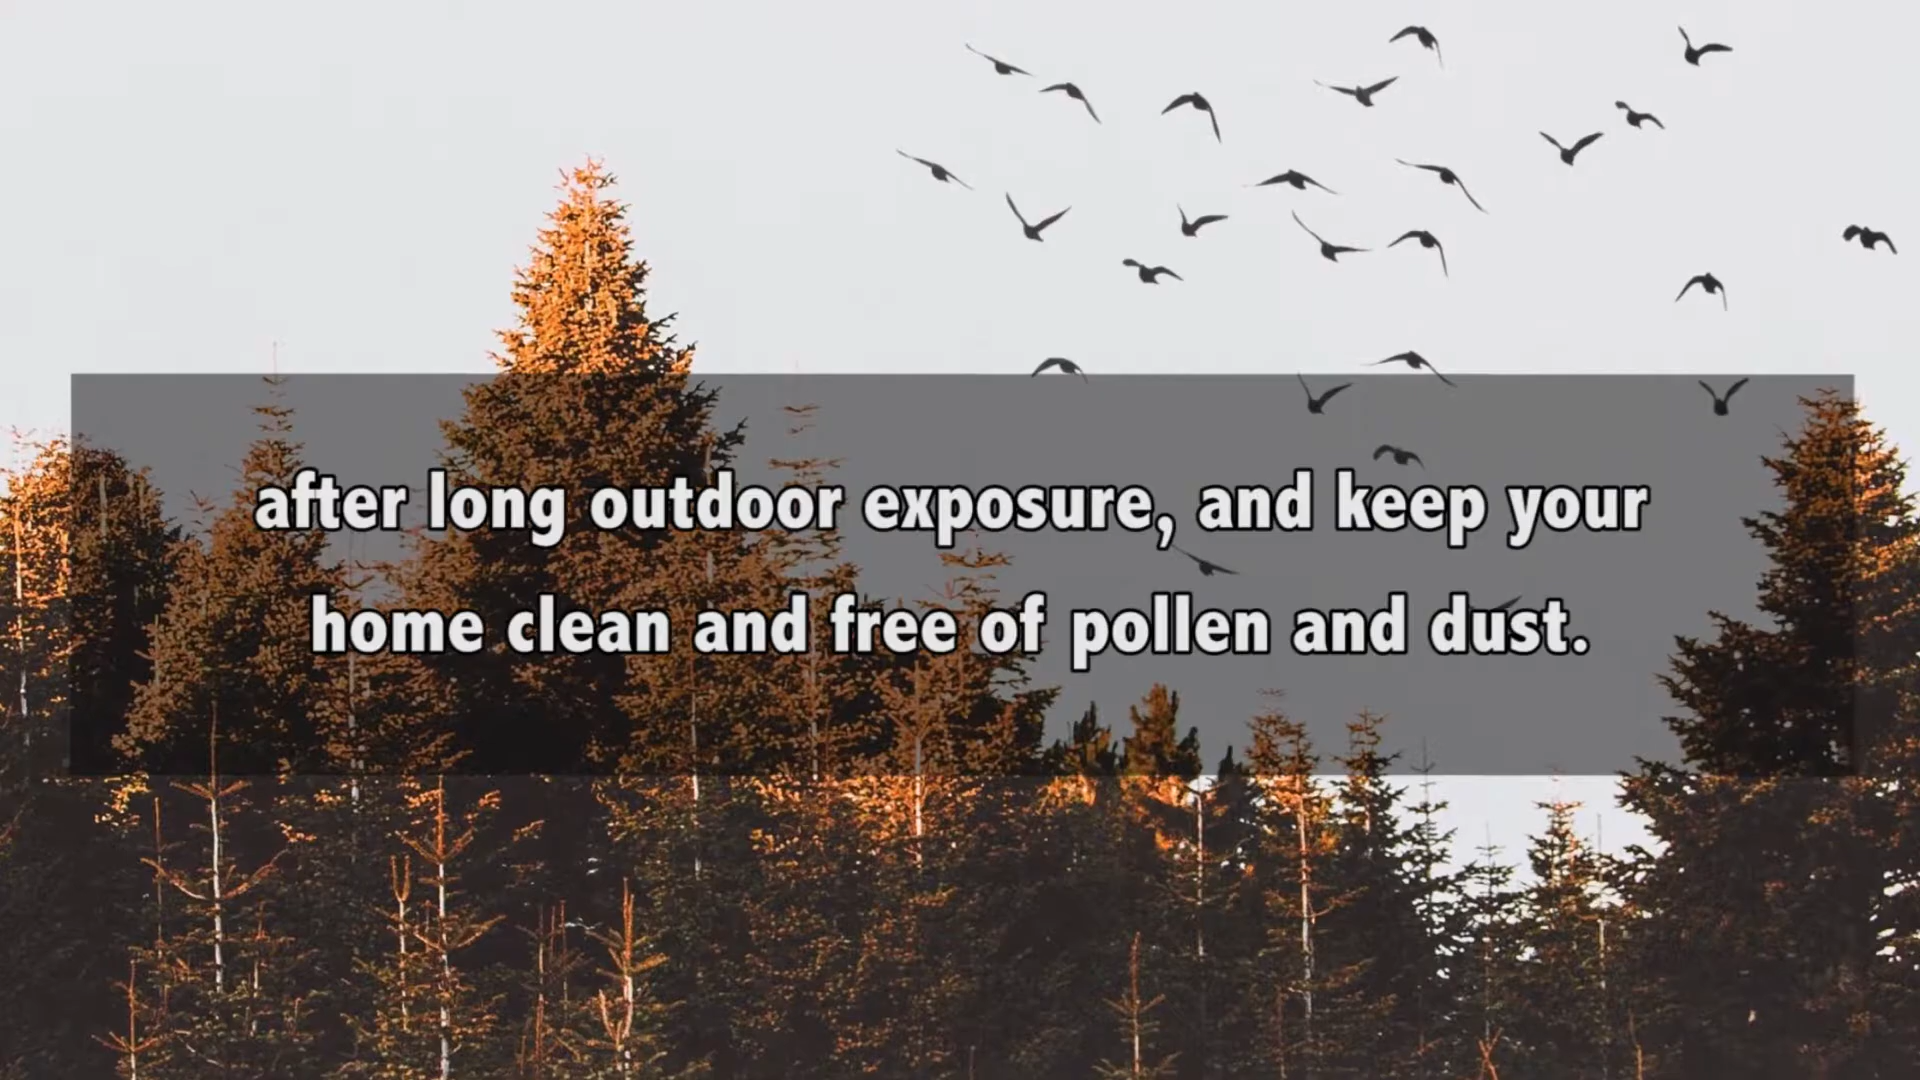 after long outdoor exposure, and keep your
home clean and free of pollen and dust.